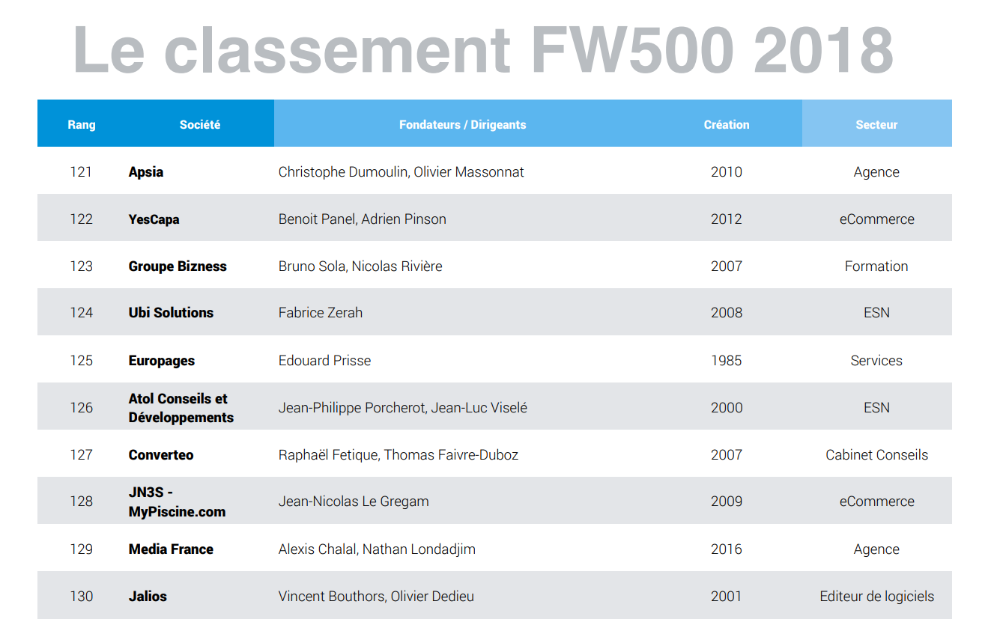 Le classement FW500 2018
Rang Société Fondateurs / Dirigeants Création Secteur
121 Apsia Christophe Dumoulin, Olivier Massonnat 2010 Agence
122 YesCapa Benoit Panel, Adrien Pinson 2012 eCommerce
123 Groupe Bizness Bruno Sola, Nicolas Rivière 2007 Formation
124 Ubi Solutions Fabrice Zerah 2008 ESN
125 Europages Edouard Prisse 1985 Services
126 Atol Conseils et
Développements Jean-Philippe Porcherot, Jean-Luc Viselé 2000 ESN
127 Converteo Raphaël Fetique, Thomas Faivre-Duboz 2007 Cabinet Conseils
128 JN3S -
MyPiscine.com Jean-Nicolas Le Gregam 2009 eCommerce
129 Media France Alexis Chalal, Nathan Londadjim 2016 Agence
130 Jalios Vincent Bouthors, Olivier Dedieu 2001 Editeur de logiciels